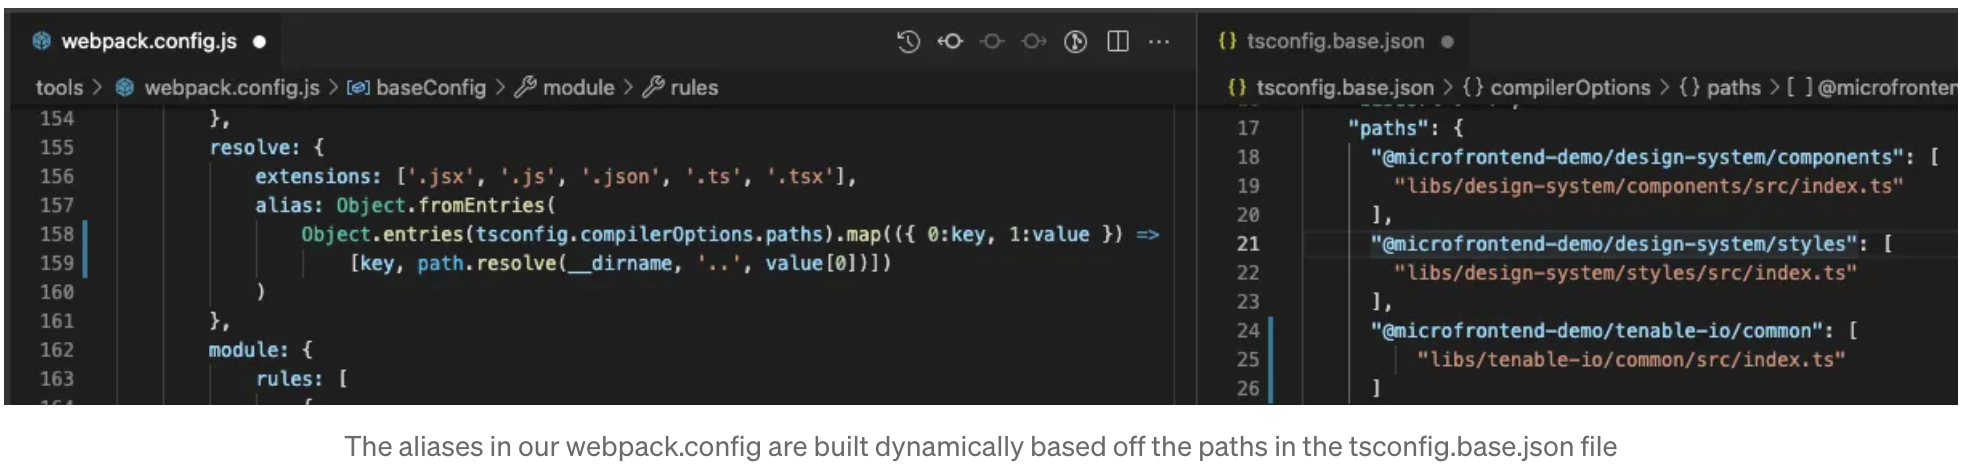 webpack.config.js ●
tools > webpack.config.js > baseConfig > module > rules
154 },
155 resolve: {
156 extensions: ['.jsx', '.js', '.json', '.ts', '.tsx'],
157 alias: Object.fromEntries(
158 Object.entries(tsconfig.compilerOptions.paths).map(({ 0:key, 1:value }) =>
159 [key, path.resolve(__dirname, '..', value[0])])
160 )
161 },
162 module: {
163 rules: [
{} tsconfig.base.json ●
{} tsconfig.base.json > {} compilerOptions > {} paths > [ ] @microfronten
17 "paths": {
18 "@microfrontend-demo/design-system/components": [
19 "libs/design-system/components/src/index.ts"
20 ],
21 "@microfrontend-demo/design-system/styles": [
22 "libs/design-system/styles/src/index.ts"
23 ],
24 "@microfrontend-demo/tenable-io/common": [
25 "libs/tenable-io/common/src/index.ts"
26 ]
The aliases in our webpack.config are built dynamically based off the paths in the tsconfig.base.json file